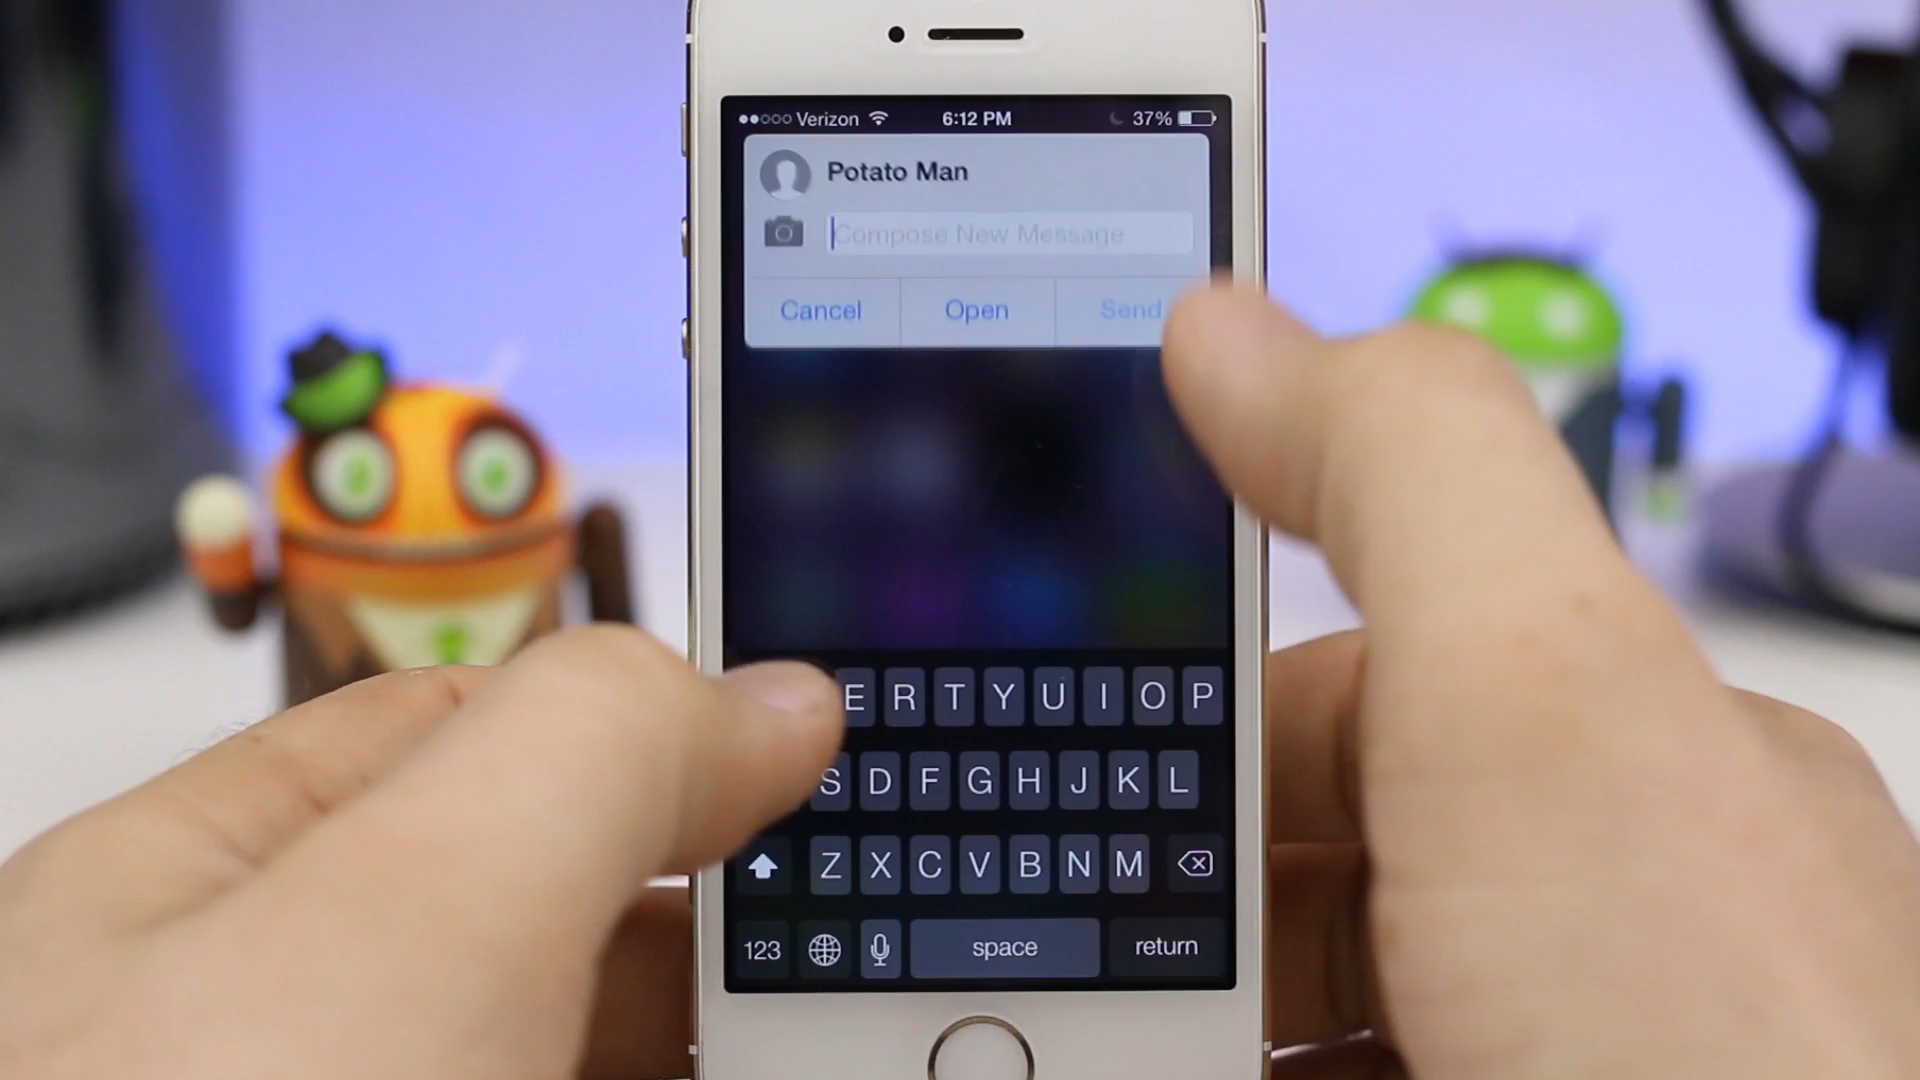 Verizon 6:12 PM 37%
Potato Man
Compose New Message
Cancel Open Send
E R T Y U I O P
S D F G H J K L
Z X C V B N M
123 space return